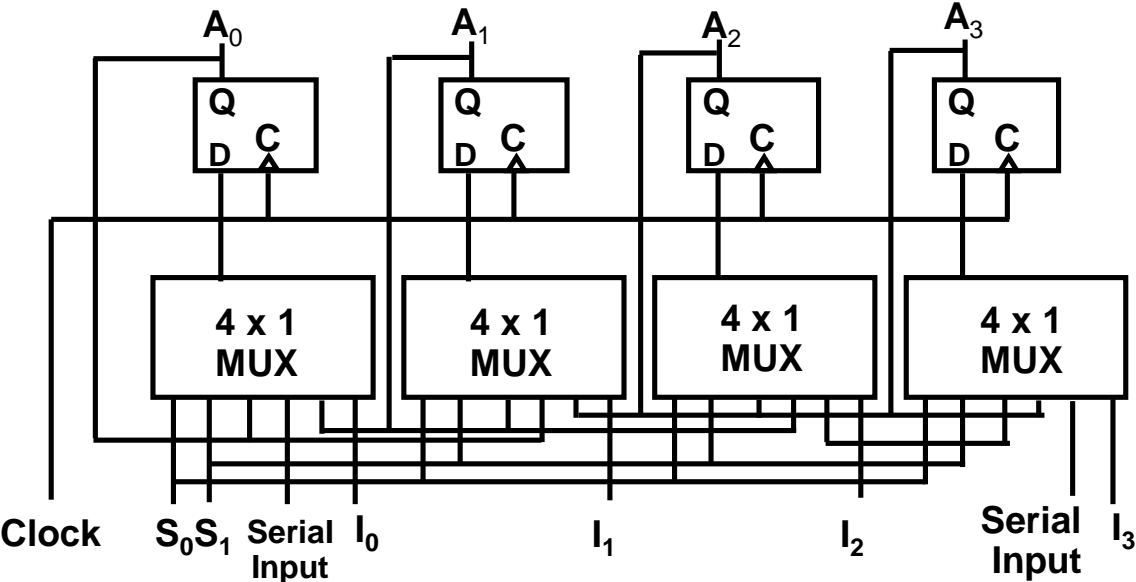 A₀ A₁ A₂ A₃
Q Q Q Q
D C D C D C D C
4 x 1 4 x 1 4 x 1 4 x 1
MUX MUX MUX MUX
Clock S₀S₁ Serial I₀ I₁ I₂ Serial I₃
Input Input